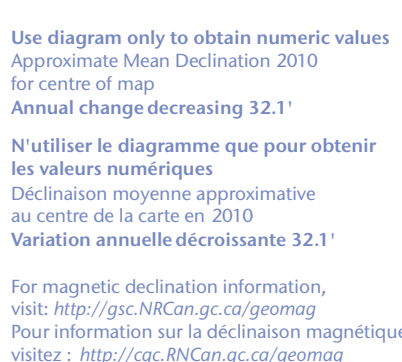 Use diagram only to obtain numeric values
Approximate Mean Declination 2010
for centre of map
Annual change decreasing 32.1'
N'utiliser le diagramme que pour obtenir
les valeurs numériques
Déclinaison moyenne approximative
au centre de la carte en 2010
Variation annuelle décroissante 32.1'
For magnetic declination information,
visit: http://gsc.NRCan.gc.ca/geomag
Pour information sur la déclinaison magnétique
visitez : http://cgc.RNCan.gc.ca/geomag